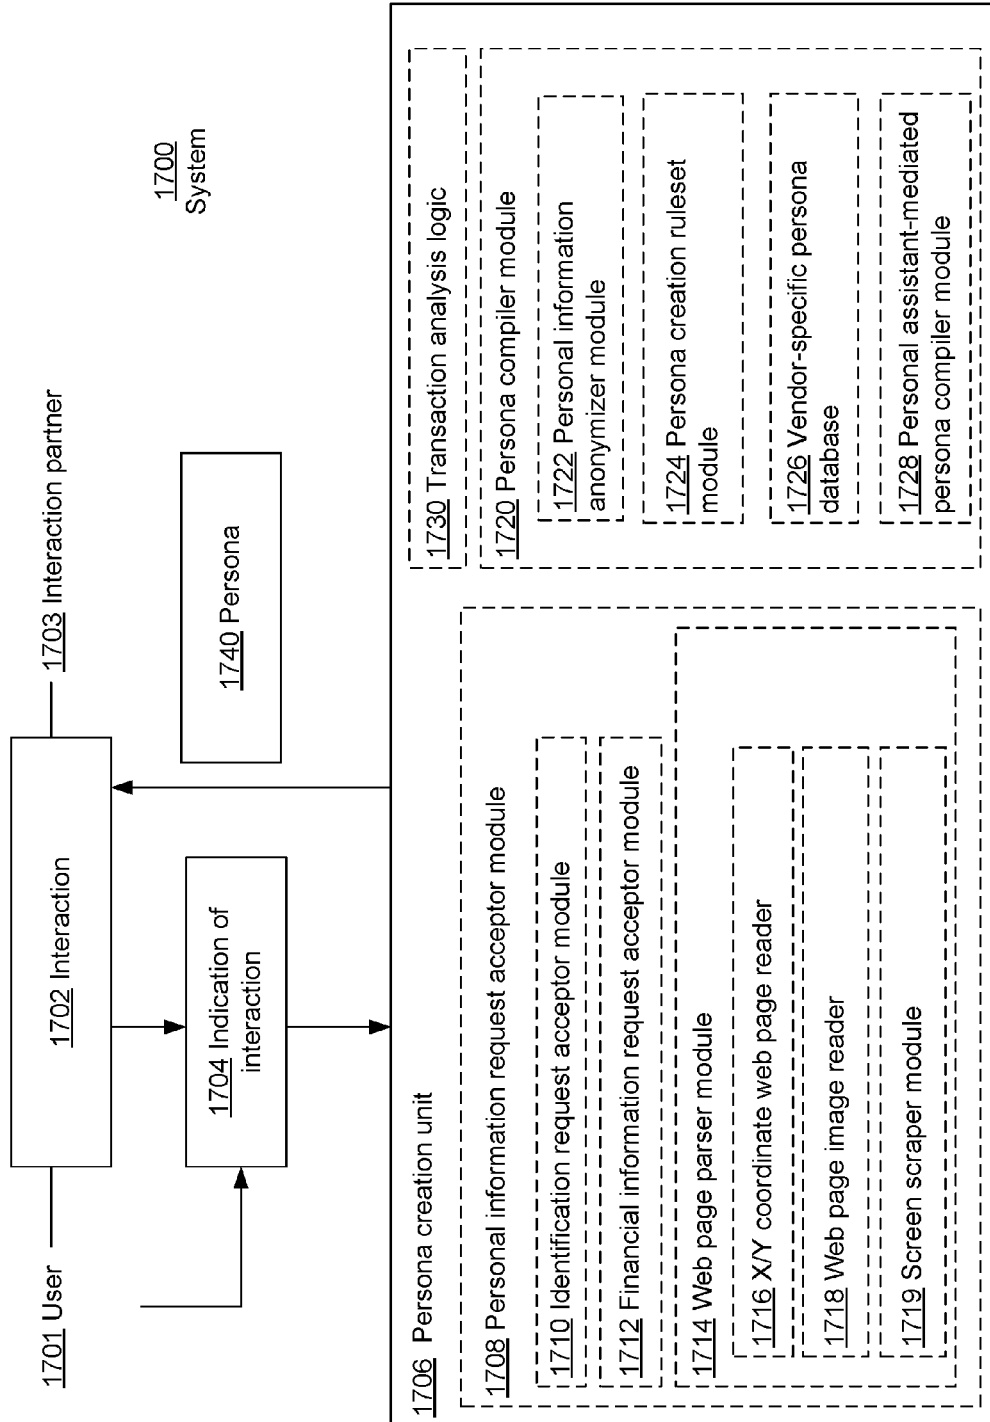 1700
System
1701 User
1702 Interaction
1703 Interaction partner
1704 Indication of
interaction
1740 Persona
1706 Persona creation unit
1708 Personal information request acceptor module
1710 Identification request acceptor module
1712 Financial information request acceptor module
1714 Web page parser module
1716 X/Y coordinate web page reader
1718 Web page image reader
1719 Screen scraper module
1730 Transaction analysis logic
1720 Persona compiler module
1722 Personal information
anonymizer module
1724 Persona creation ruleset
module
1726 Vendor-specific persona
database
1728 Personal assistant-mediated
persona compiler module